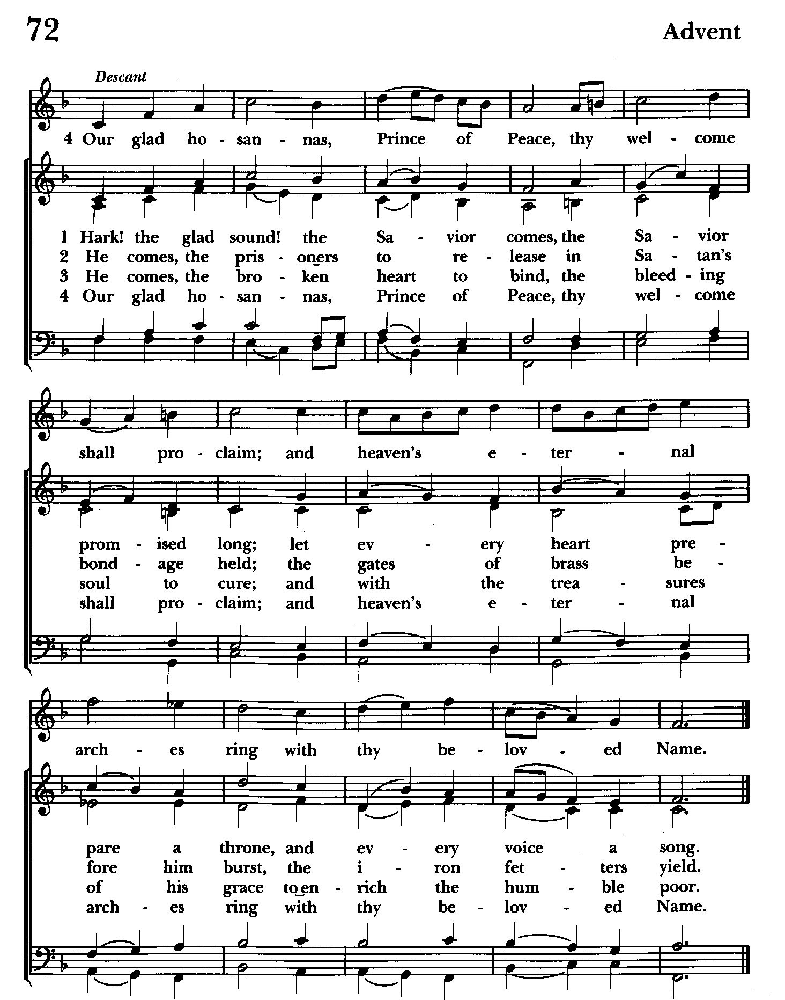 72
Advent
Descant
4 Our glad ho - san - nas, Prince of Peace, thy wel - come
1 Hark! the glad sound! the Sa - vior comes, the Sa - vior
2 He comes, the pris - oners to re - lease in Sa - tan's
3 He comes, the bro - ken heart to bind, the bleed - ing
4 Our glad ho - san - nas, Prince of Peace, thy wel - come
shall pro - claim; and heaven's e - ter - nal
prom - ised long; let ev - ery heart pre -
bond - age held; the gates of brass be -
soul to cure; and with the trea - sures
shall pro - claim; and heaven's e - ter - nal
arch - es ring with thy be - lov - ed Name.
pare a throne, and ev - ery voice a song.
fore him burst, the i - ron fet - ters yield.
of his grace to en - rich the hum - ble poor.
arch - es ring with thy be - lov - ed Name.